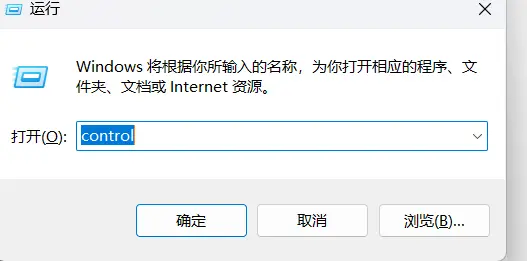 运行
Windows 将根据你所输入的名称，为你打开相应的程序、文
件夹、文档或 Internet 资源。
打开(O): control
确定 取消 浏览(B)...